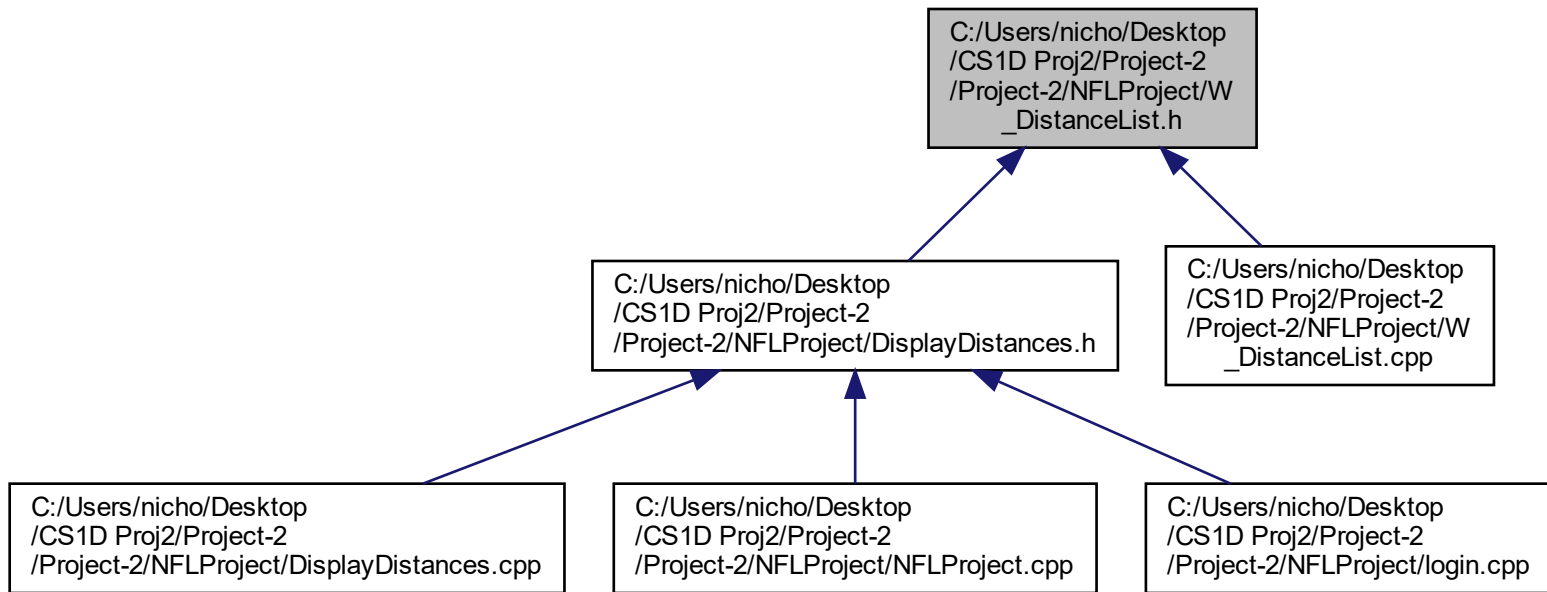 C:/Users/nicho/Desktop
/CS1D Proj2/Project-2
/Project-2/NFLProject/W
_DistanceList.h
C:/Users/nicho/Desktop
/CS1D Proj2/Project-2
/Project-2/NFLProject/DisplayDistances.h
C:/Users/nicho/Desktop
/CS1D Proj2/Project-2
/Project-2/NFLProject/W
_DistanceList.cpp
C:/Users/nicho/Desktop
/CS1D Proj2/Project-2
/Project-2/NFLProject/DisplayDistances.cpp
C:/Users/nicho/Desktop
/CS1D Proj2/Project-2
/Project-2/NFLProject/NFLProject.cpp
C:/Users/nicho/Desktop
/CS1D Proj2/Project-2
/Project-2/NFLProject/login.cpp